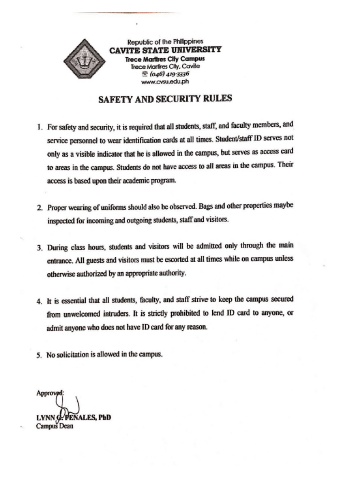 Republic of the Philippines
CAVITE STATE UNIVERSITY
Trece Martires City Campus
Trece Martires City, Cavite
☎ (046) 419-3336
www.cvsu.edu.ph
SAFETY AND SECURITY RULES
1. For safety and security, it is required that all students, staff, and faculty members, and
service personnel to wear identification cards at all times. Student/staff ID serves not
only as a visible indicator that he is allowed in the campus, but serves as access card
to areas in the campus. Students do not have access to all areas in the campus. Their
access is based upon their academic program.
2. Proper wearing of uniforms should also be observed. Bags and other properties maybe
inspected for incoming and outgoing students, staff and visitors.
3. During class hours, students and visitors will be admitted only through the main
entrance. All guests and visitors must be escorted at all times while on campus unless
otherwise authorized by an appropriate authority.
4. It is essential that all students, faculty, and staff strive to keep the campus secured
from unwelcomed intruders. It is strictly prohibited to lend ID card to anyone, or
admit anyone who does not have ID card for any reason.
5. No solicitation is allowed in the campus.
Approved:
LYNN G. PENALES, PhD
Campus Dean